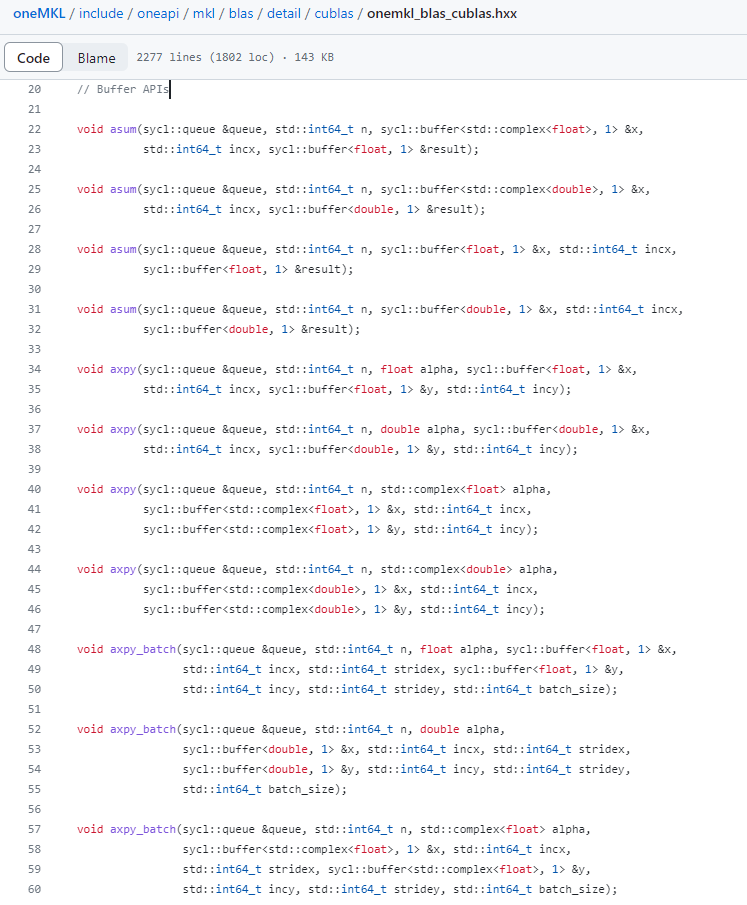 oneMKL / include / oneapi / mkl / blas / detail / cublas / onemkl_blas_cublas.hxx
Code Blame 2277 lines (1802 loc) · 143 KB
20 // Buffer APIs
21
22 void asum(sycl::queue &queue, std::int64_t n, sycl::buffer<std::complex<float>, 1> &x,
23 std::int64_t incx, sycl::buffer<float, 1> &result);
24
25 void asum(sycl::queue &queue, std::int64_t n, sycl::buffer<std::complex<double>, 1> &x,
26 std::int64_t incx, sycl::buffer<double, 1> &result);
27
28 void asum(sycl::queue &queue, std::int64_t n, sycl::buffer<float, 1> &x, std::int64_t incx,
29 sycl::buffer<float, 1> &result);
30
31 void asum(sycl::queue &queue, std::int64_t n, sycl::buffer<double, 1> &x, std::int64_t incx,
32 sycl::buffer<double, 1> &result);
33
34 void axpy(sycl::queue &queue, std::int64_t n, float alpha, sycl::buffer<float, 1> &x,
35 std::int64_t incx, sycl::buffer<float, 1> &y, std::int64_t incy);
36
37 void axpy(sycl::queue &queue, std::int64_t n, double alpha, sycl::buffer<double, 1> &x,
38 std::int64_t incx, sycl::buffer<double, 1> &y, std::int64_t incy);
39
40 void axpy(sycl::queue &queue, std::int64_t n, std::complex<float> alpha,
41 sycl::buffer<std::complex<float>, 1> &x, std::int64_t incx,
42 sycl::buffer<std::complex<float>, 1> &y, std::int64_t incy);
43
44 void axpy(sycl::queue &queue, std::int64_t n, std::complex<double> alpha,
45 sycl::buffer<std::complex<double>, 1> &x, std::int64_t incx,
46 sycl::buffer<std::complex<double>, 1> &y, std::int64_t incy);
47
48 void axpy_batch(sycl::queue &queue, std::int64_t n, float alpha, sycl::buffer<float, 1> &x,
49 std::int64_t incx, std::int64_t stridex, sycl::buffer<float, 1> &y,
50 std::int64_t incy, std::int64_t stridey, std::int64_t batch_size);
51
52 void axpy_batch(sycl::queue &queue, std::int64_t n, double alpha,
53 sycl::buffer<double, 1> &x, std::int64_t incx, std::int64_t stridex,
54 sycl::buffer<double, 1> &y, std::int64_t incy, std::int64_t stridey,
55 std::int64_t batch_size);
56
57 void axpy_batch(sycl::queue &queue, std::int64_t n, std::complex<float> alpha,
58 sycl::buffer<std::complex<float>, 1> &x, std::int64_t incx,
59 std::int64_t stridex, sycl::buffer<std::complex<float>, 1> &y,
60 std::int64_t incy, std::int64_t stridey, std::int64_t batch_size);